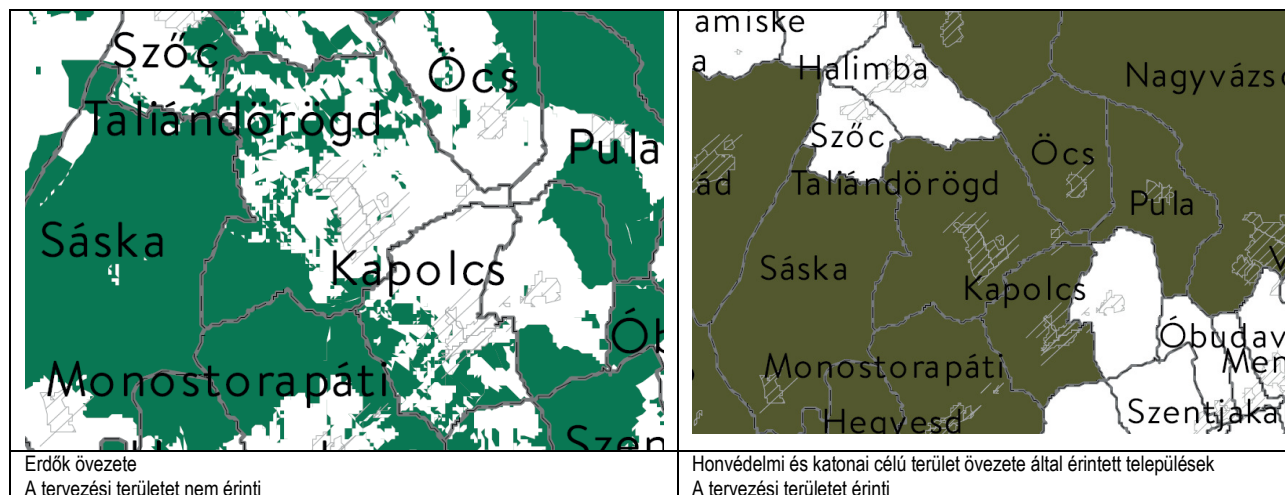 Szőc
Öcs
Taliándörögd
Pula
Sáska
Kapolcs
Monostorapáti
Erdők övezete
A tervezési területet nem érinti
amiske
a
Halimba
Nagyvázso
Szőc
Öcs
ád
Taliándörögd
Pula
Sáska
Kapolcs
V
Óbudav
Monostorapáti
Men
Hegyesd
Szentjaka
Honvédelmi és katonai célú terület övezete által érintett települések
A tervezési területet érinti